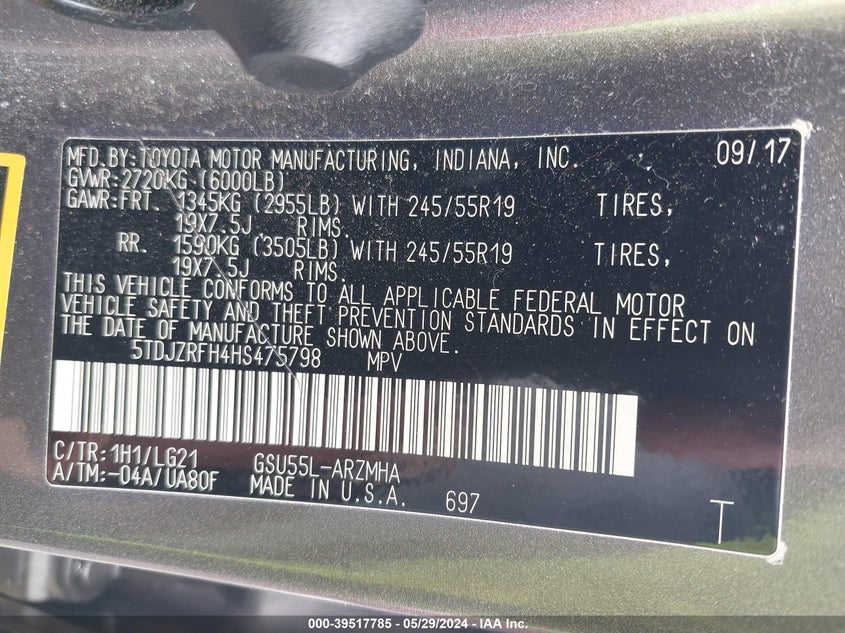 MFD.BY:TOYOTA MOTOR MANUFACTURING, INDIANA, INC. 09/17
GVWR:2720KG (6000LB)
GAWR:FRT. 1345KG (2955LB) WITH 245/55R19 TIRES,
19X7.5J RIMS.
RR. 1590KG (3505LB) WITH 245/55R19 TIRES,
19X7.5J RIMS.
THIS VEHICLE CONFORMS TO ALL APPLICABLE FEDERAL MOTOR
VEHICLE SAFETY AND THEFT PREVENTION STANDARDS IN EFFECT ON
THE DATE OF MANUFACTURE SHOWN ABOVE.
5TDJZRFH4HS475798 MPV
C/TR:1H1/LG21 GSU55L-ARZMHA
A/TM:-04A/UA80F MADE IN U.S.A. 697 T
000-39517785 - 05/29/2024 - IAA Inc.